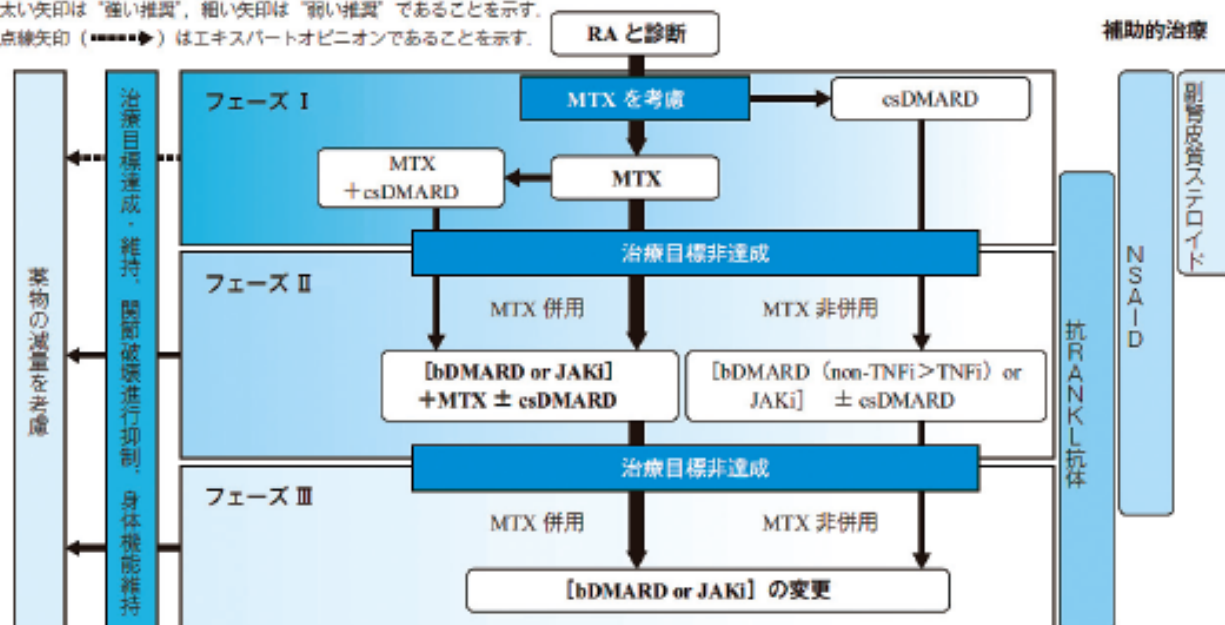 太い矢印は“強い推奨”，細い矢印は“弱い推奨”であることを示す．
点線矢印（ ）はエキスパートオピニオンであることを示す．
RA と診断
補助的治療
フェーズ Ⅰ
MTX を考慮
csDMARD
MTX
＋csDMARD
MTX
治療目標非達成
フェーズ Ⅱ
MTX 併用
MTX 非併用
［bDMARD or JAKi］
＋MTX ± csDMARD
［bDMARD（non-TNFi＞TNFi）or
JAKi］ ± csDMARD
治療目標非達成
フェーズ Ⅲ
MTX 併用
MTX 非併用
［bDMARD or JAKi］の変更
薬物の減量を考慮
治療目標達成・維持，関節破壊進行抑制，身体機能維持
抗RANKL抗体
NSAID
副腎皮質ステロイド